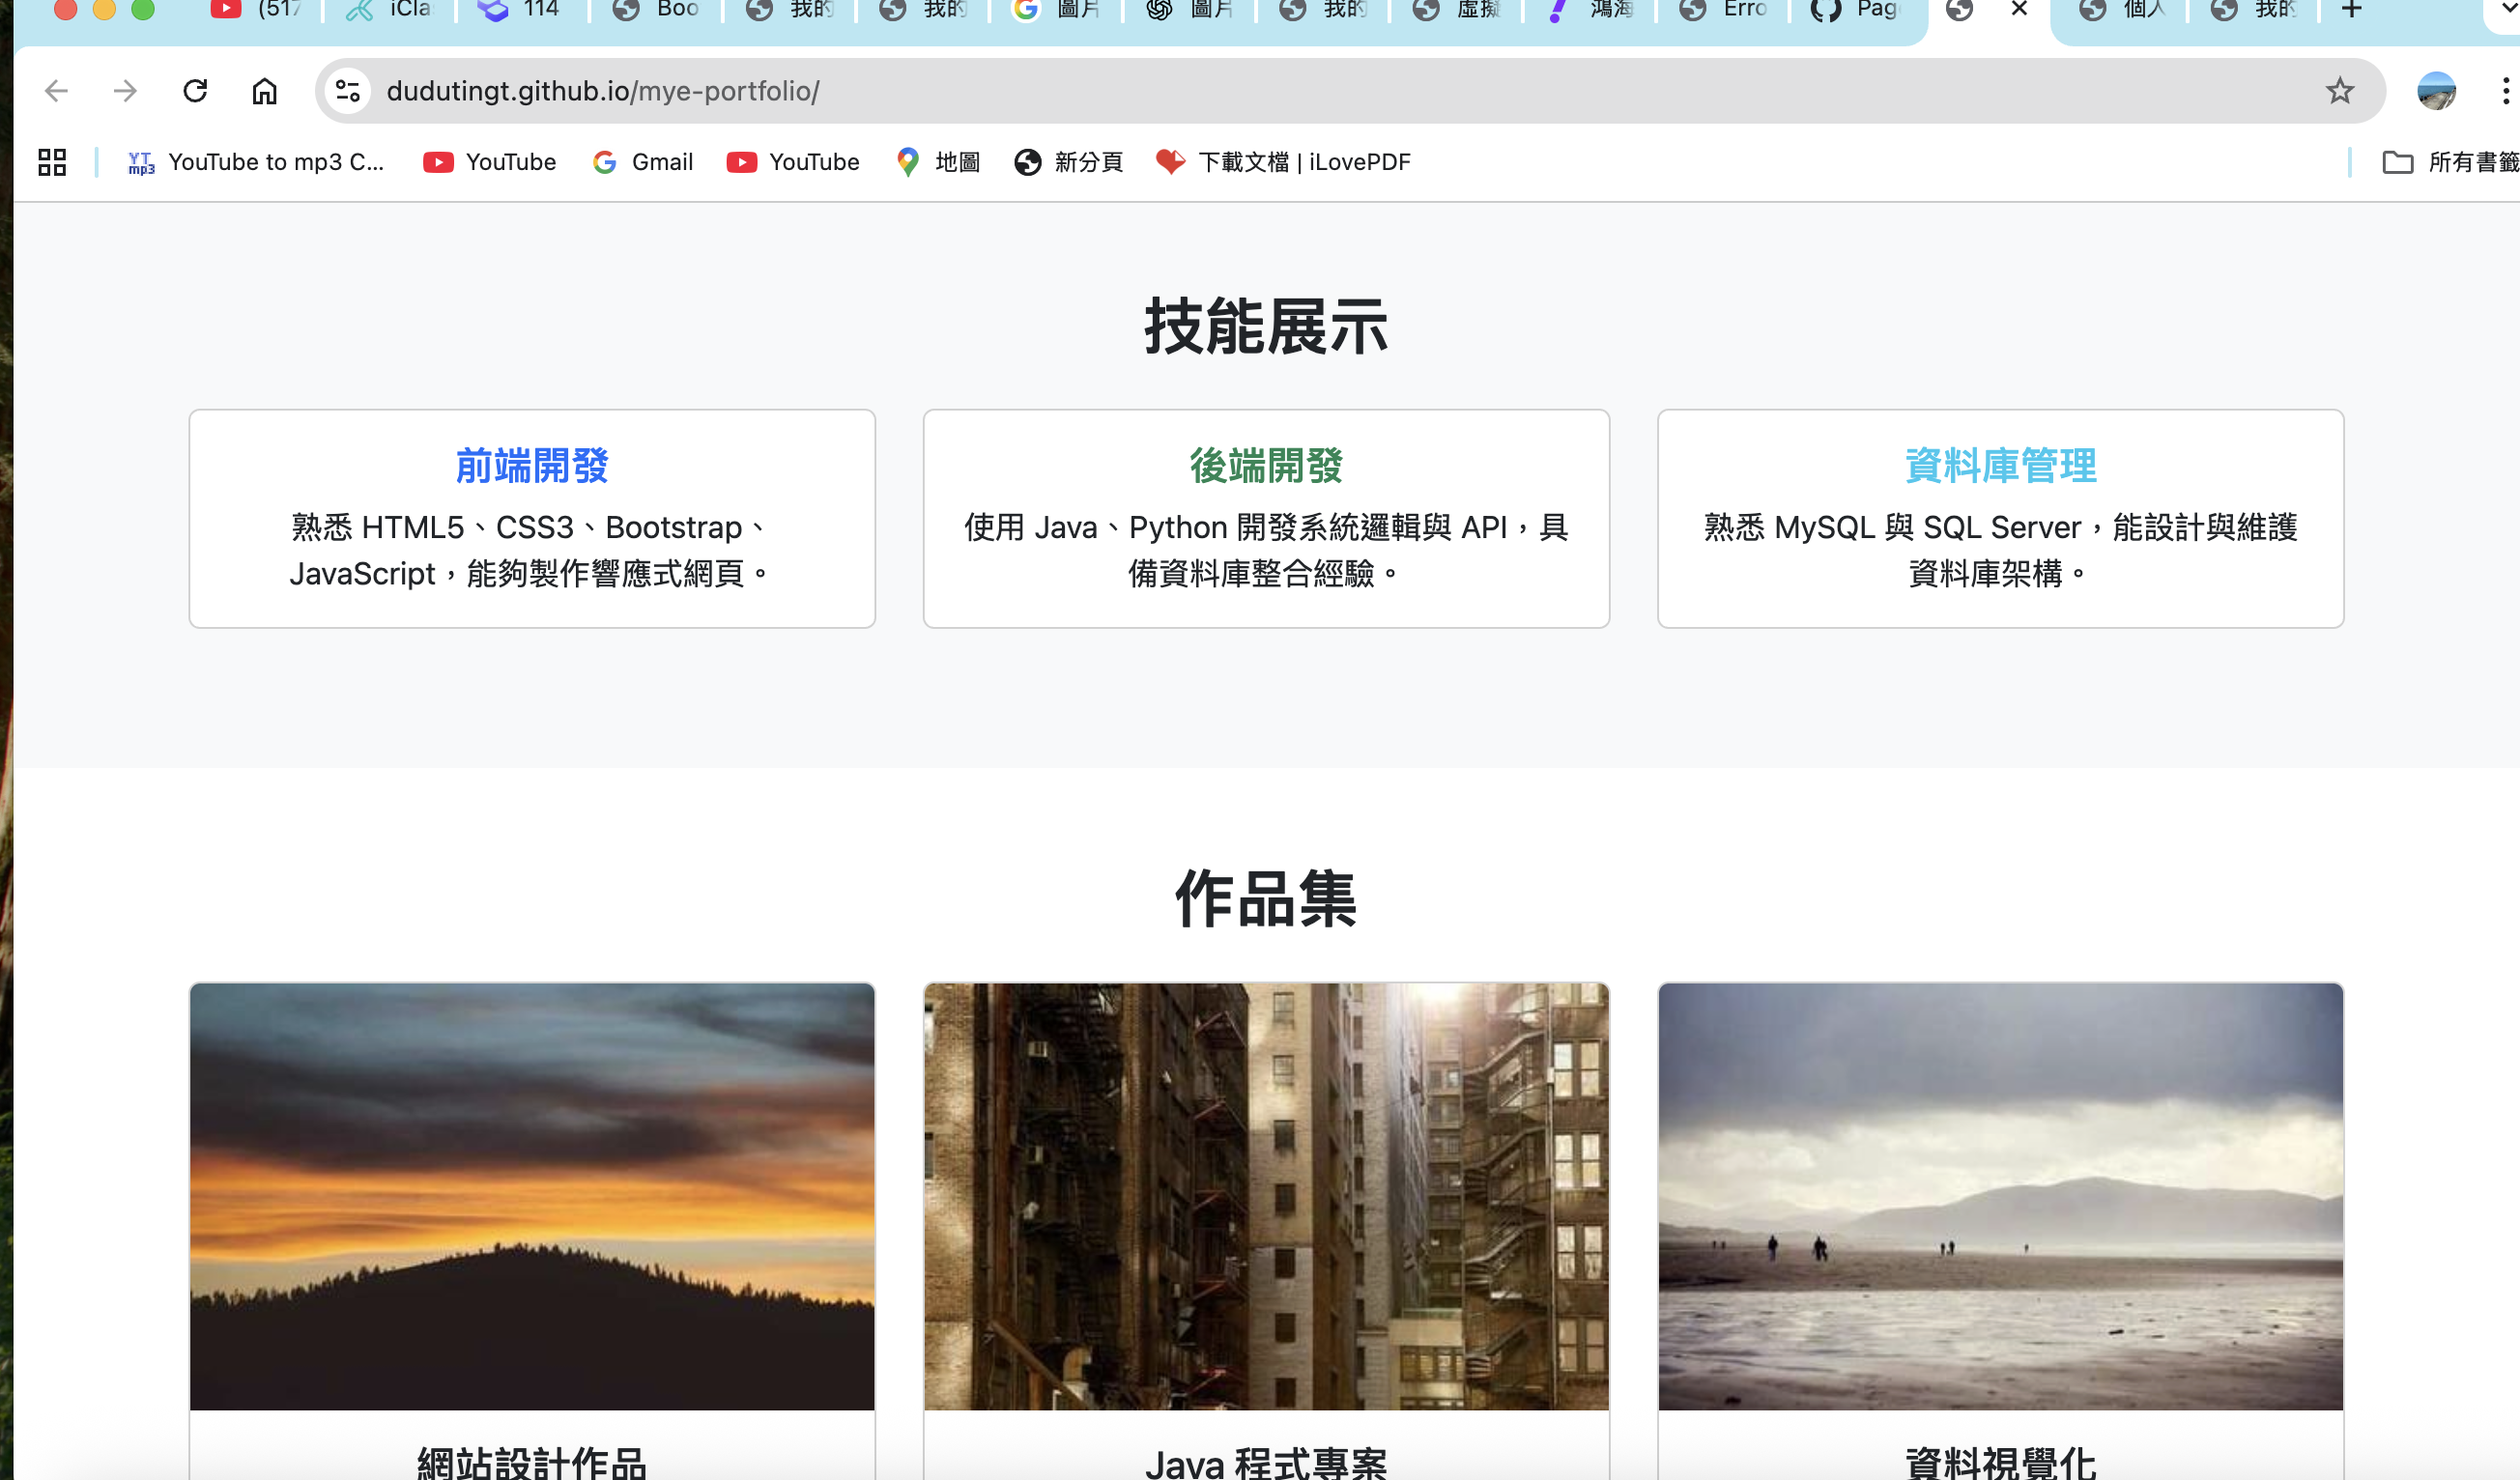 (517 iCla 114 Boo 我的 我的 圖片 圖片 我的 虛擬 鴻海 Erro Page 個人 我的
dudutingt.github.io/mye-portfolio/
YouTube to mp3 C... YouTube Gmail YouTube 地圖 新分頁 下載文檔 | iLovePDF 所有書籤
技能展示
前端開發
熟悉 HTML5、CSS3、Bootstrap、
JavaScript，能夠製作響應式網頁。
後端開發
使用 Java、Python 開發系統邏輯與 API，具
備資料庫整合經驗。
資料庫管理
熟悉 MySQL 與 SQL Server，能設計與維護
資料庫架構。
作品集
網站設計作品
Java 程式專案
資料視覺化